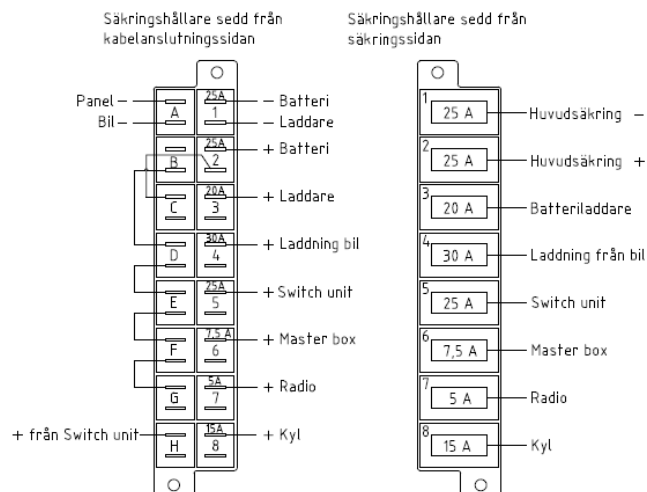 Säkringshållare sedd från
kabelanslutningssidan
Säkringshållare sedd från
säkringssidan
Panel –
Bil –
A
25A
1
– Batteri
– Laddare
B
25A
2
+ Batteri
C
20A
3
+ Laddare
D
30A
4
+ Laddning bil
E
25A
5
+ Switch unit
F
7,5 A
6
+ Master box
G
5A
7
+ Radio
+ från Switch unit
H
15A
8
+ Kyl
1
25 A
Huvudsäkring –
2
25 A
Huvudsäkring +
3
20 A
Batteriladdare
4
30 A
Laddning från bil
5
25 A
Switch unit
6
7,5 A
Master box
7
5 A
Radio
8
15 A
Kyl